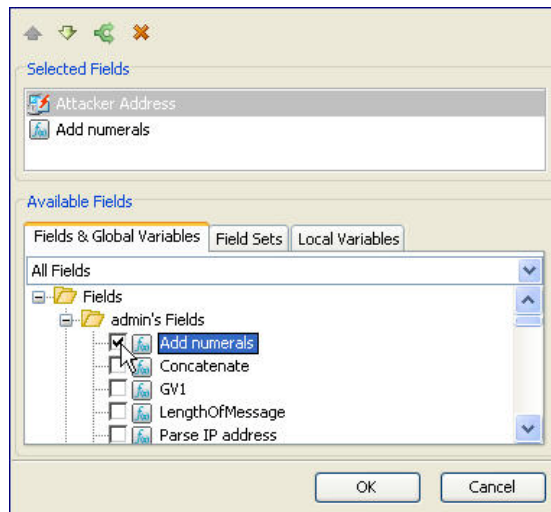 Selected Fields
Attacker Address
Add numerals
Available Fields
Fields & Global Variables Field Sets Local Variables
All Fields
Fields
admin's Fields
Add numerals
Concatenate
GV1
LengthOfMessage
Parse IP address
OK Cancel